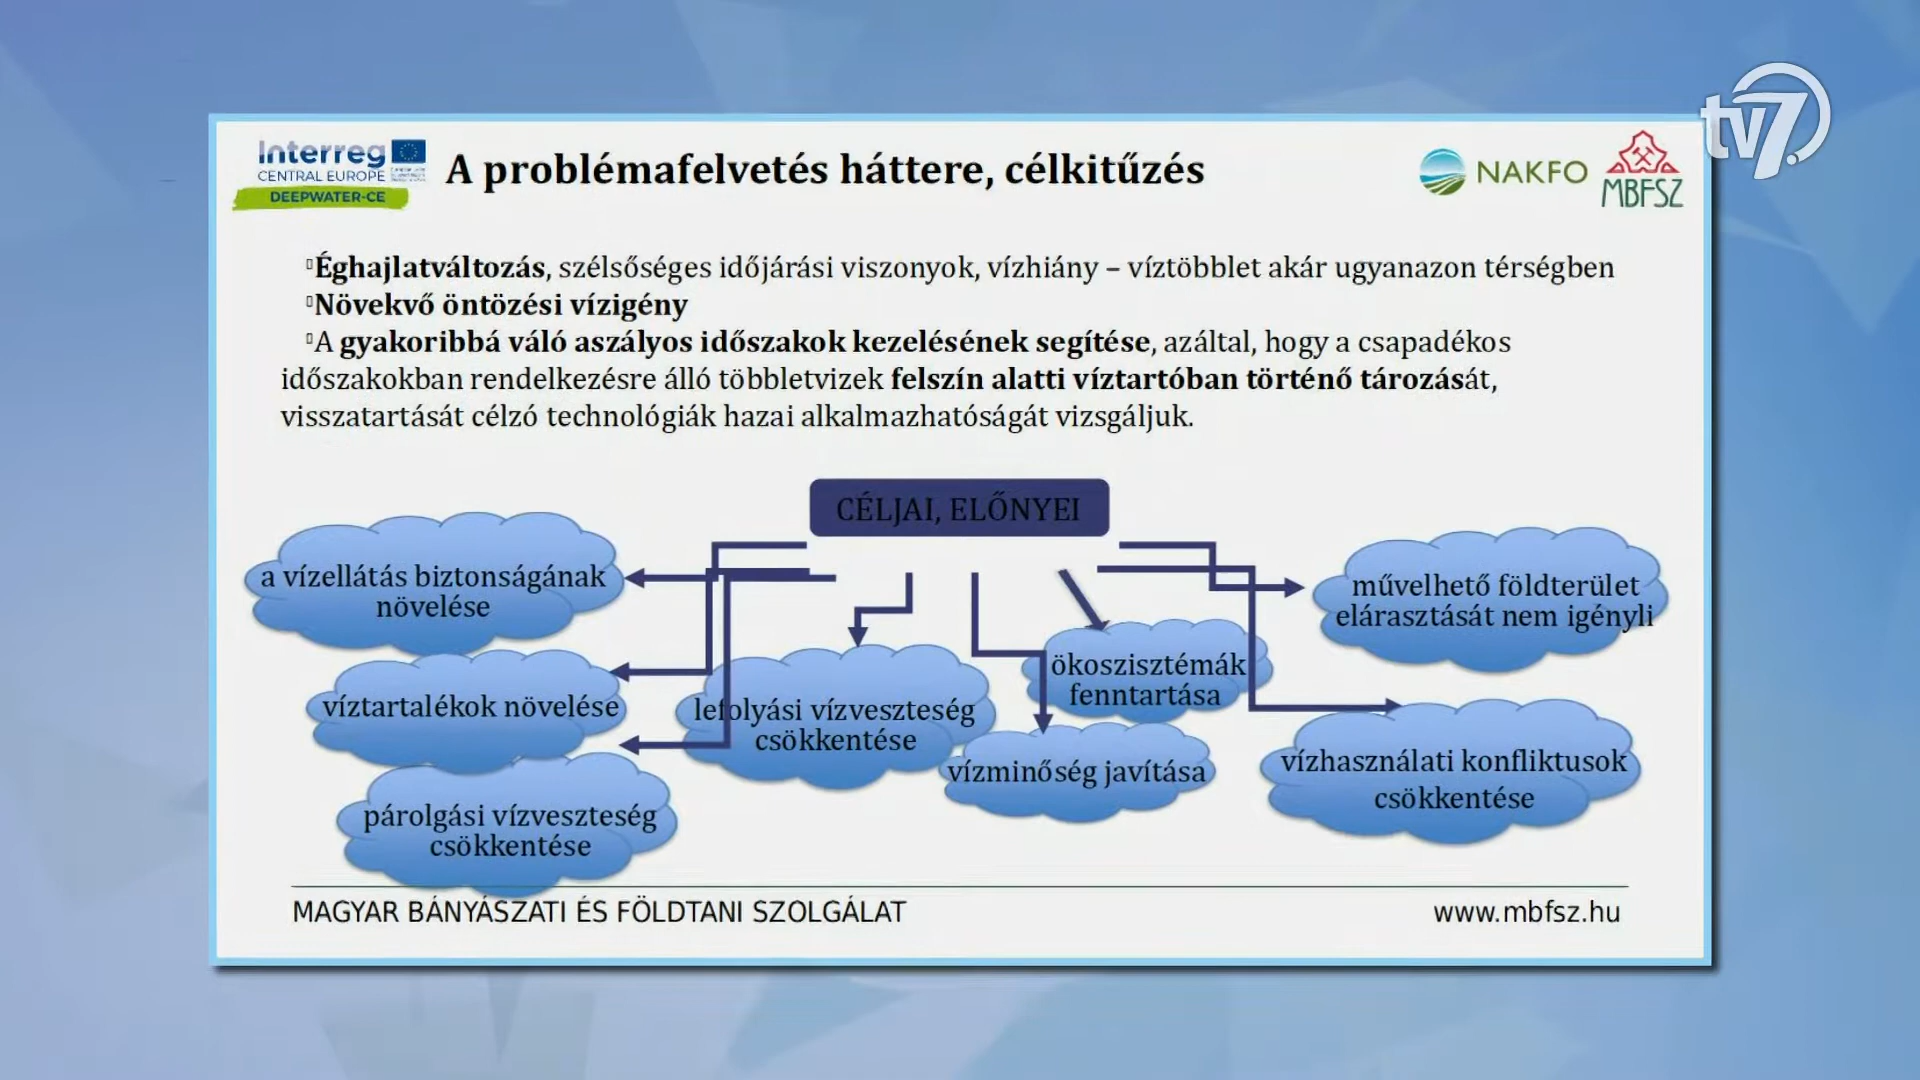 tv7.
Interreg
CENTRAL EUROPE
DEEPWATER-CE
A problémafelvetés háttere, célkitűzés
NAKFO
MBFSZ
Éghajlatváltozás, szélsőséges időjárási viszonyok, vízhiány – víztöbblet akár ugyanazon térségben
Növekvő öntözési vízigény
A gyakoribbá váló aszályos időszakok kezelésének segítése, azáltal, hogy a csapadékos
időszakokban rendelkezésre álló többletvizek felszín alatti víztartóban történő tározását,
visszatartását célzó technológiák hazai alkalmazhatóságát vizsgáljuk.
CÉLJAI, ELŐNYEI
a vízellátás biztonságának
növelése
víztartalékok növelése
párolgási vízveszteség
csökkentése
lefolyási vízveszteség
csökkentése
ökoszisztémák
fenntartása
vízminőség javítása
művelhető földterület
elárasztását nem igényli
vízhasználati konfliktusok
csökkentése
MAGYAR BÁNYÁSZATI ÉS FÖLDTANI SZOLGÁLAT
www.mbfsz.hu